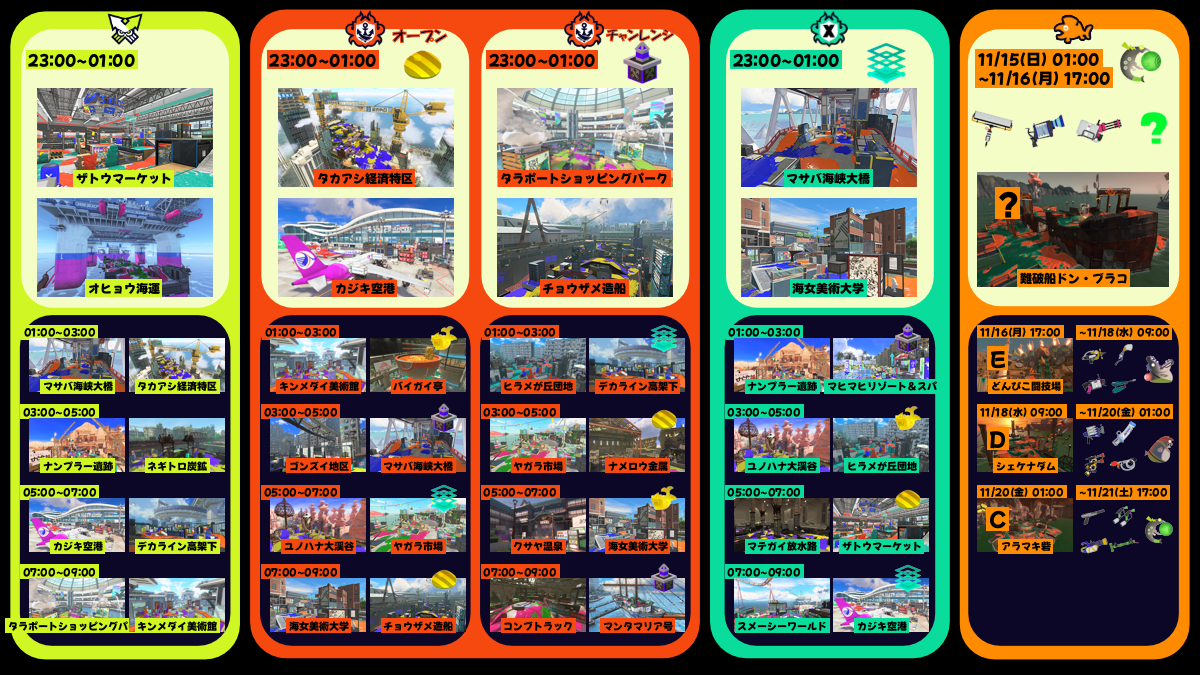 23:00~01:00
ザトウマーケット
オヒョウ海運
01:00~03:00
マサバ海峡大橋
タカアシ経済特区
03:00~05:00
ナンプラー遺跡
ネギトロ炭鉱
05:00~07:00
カジキ空港
デカライン高架下
07:00~09:00
タラポートショッピングパ
キンメダイ美術館
オープン
23:00~01:00
タカアシ経済特区
カジキ空港
01:00~03:00
キンメダイ美術館
バイガイ亭
03:00~05:00
ゴンズイ地区
マサバ海峡大橋
05:00~07:00
ユノハナ大渓谷
ヤガラ市場
07:00~09:00
海女美術大学
チョウザメ造船
チャレンジ
23:00~01:00
タラポートショッピングパーク
チョウザメ造船
01:00~03:00
ヒラメが丘団地
デカライン高架下
03:00~05:00
ヤガラ市場
ナメロウ金属
05:00~07:00
クサヤ温泉
海女美術大学
07:00~09:00
コンブトラック
マンタマリア号
X
23:00~01:00
マサバ海峡大橋
海女美術大学
01:00~03:00
ナンプラー遺跡
マヒマヒリゾート&スパ
03:00~05:00
ユノハナ大渓谷
ヒラメが丘団地
05:00~07:00
マテガイ放水路
ザトウマーケット
07:00~09:00
スメーシーワールド
カジキ空港
11/15(日) 01:00
~11/16(月) 17:00
?
?
難破船ドン・ブラコ
11/16(月) 17:00
~11/18(水) 09:00
E
どんぴこ闘技場
11/18(水) 09:00
~11/20(金) 01:00
D
シェケナダム
11/20(金) 01:00
~11/21(土) 17:00
C
アラマキ砦